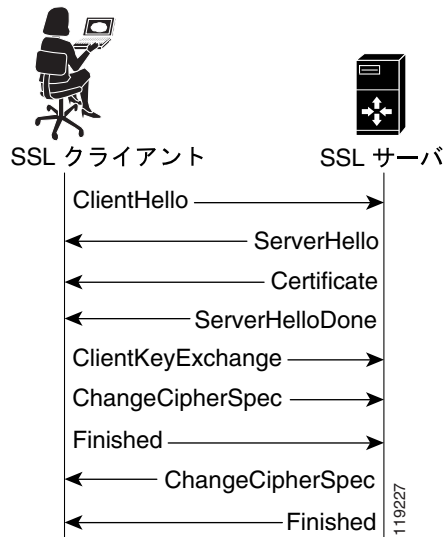 SSL クライアント
SSL サーバ
ClientHello
ServerHello
Certificate
ServerHelloDone
ClientKeyExchange
ChangeCipherSpec
Finished
ChangeCipherSpec
Finished
119227